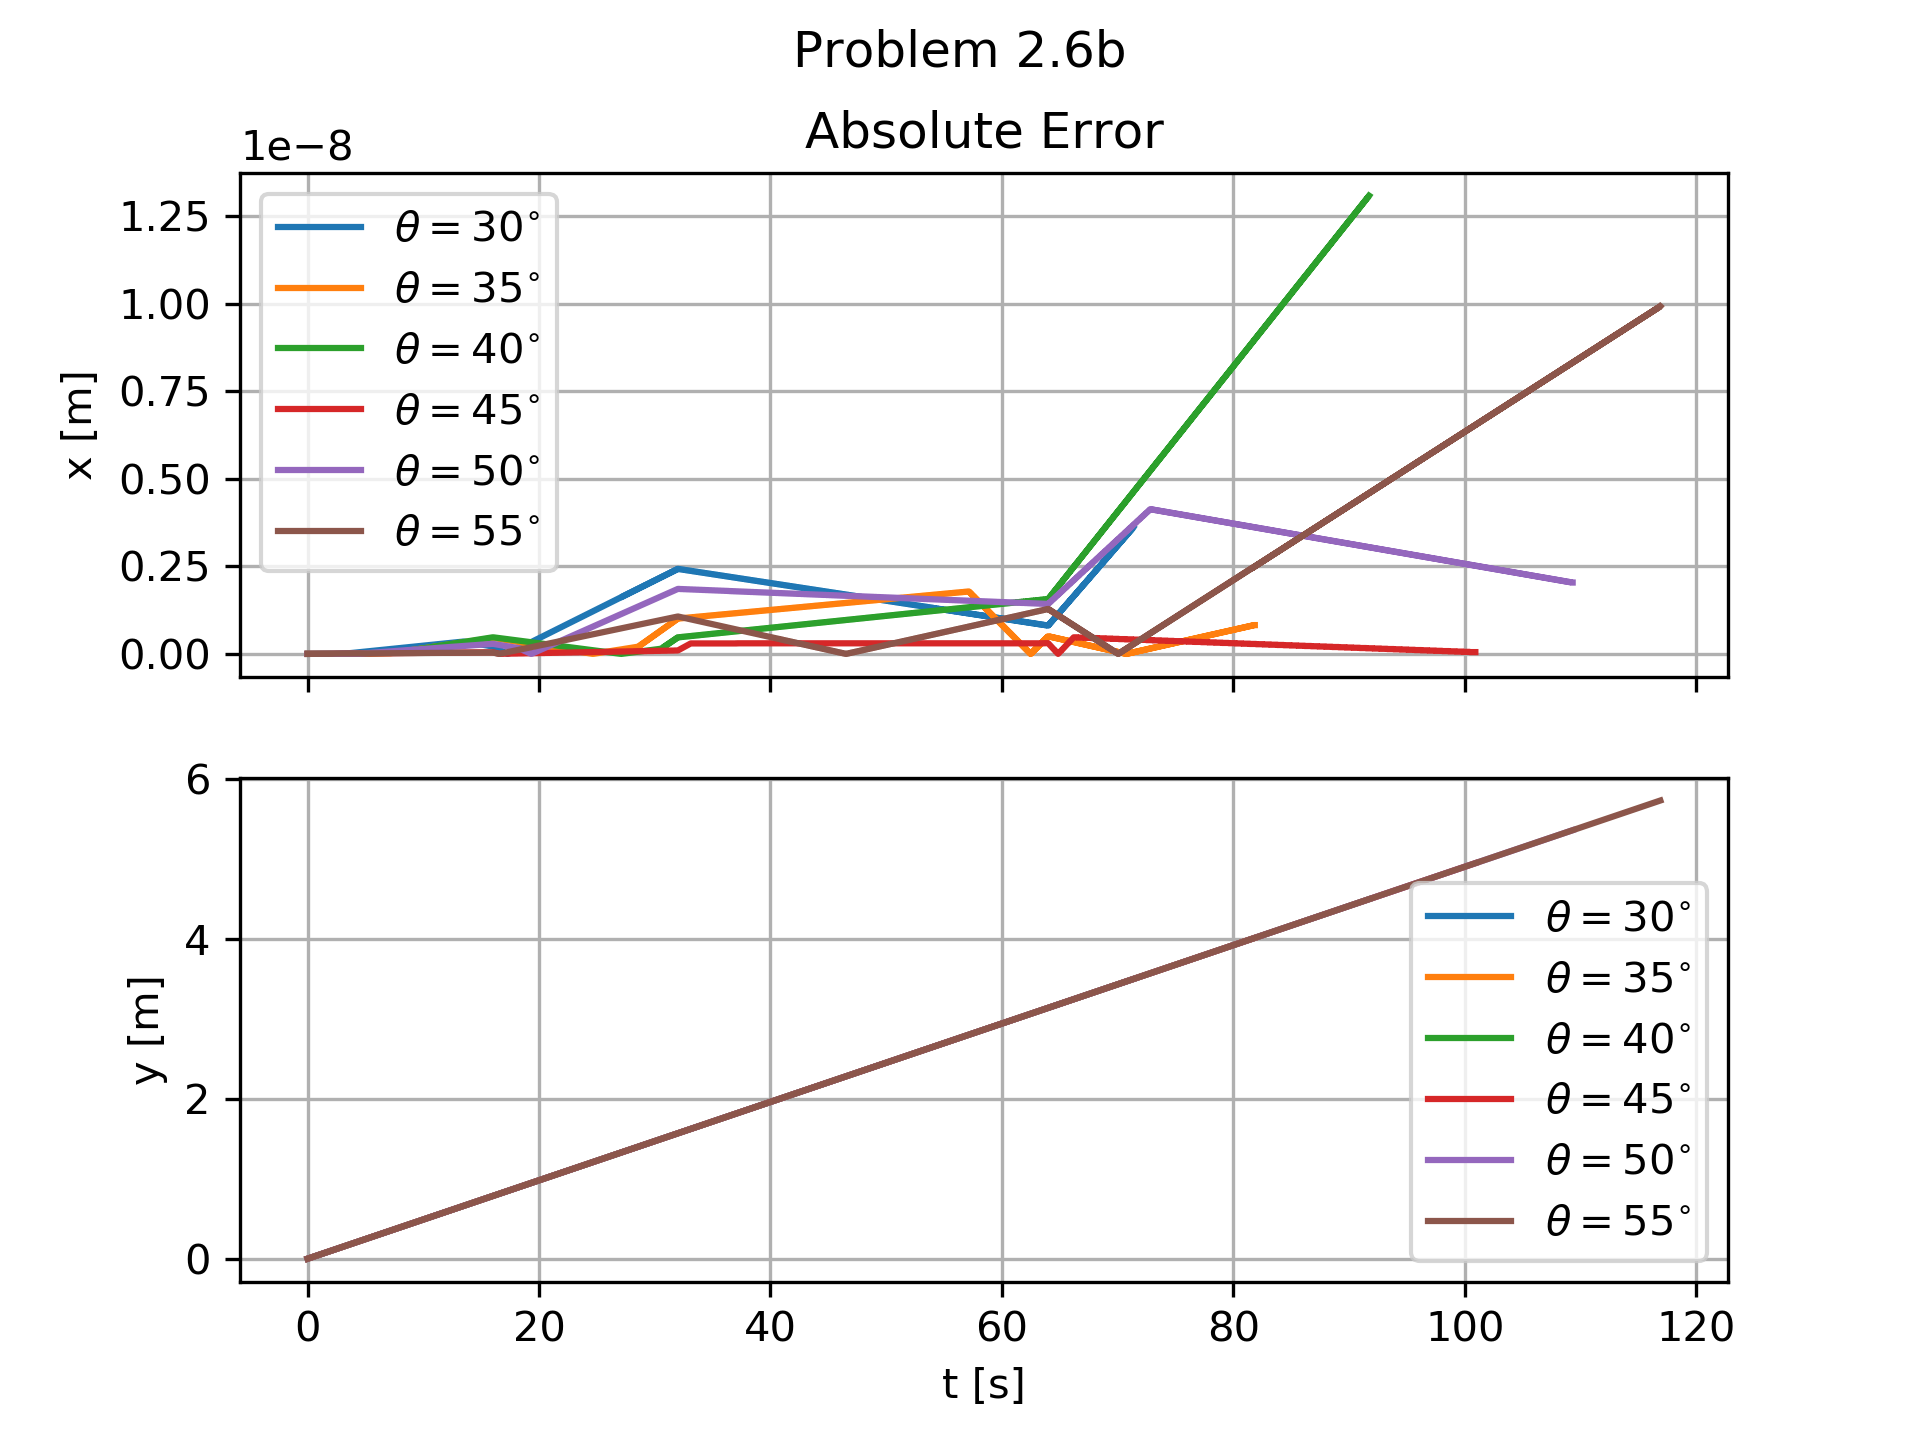 Problem 2.6b
Absolute Error
1e−8
1.25
1.00
0.75
0.50
0.25
0.00
x [m]
θ = 30°
θ = 35°
θ = 40°
θ = 45°
θ = 50°
θ = 55°
6
4
2
0
y [m]
θ = 30°
θ = 35°
θ = 40°
θ = 45°
θ = 50°
θ = 55°
0 20 40 60 80 100 120
t [s]